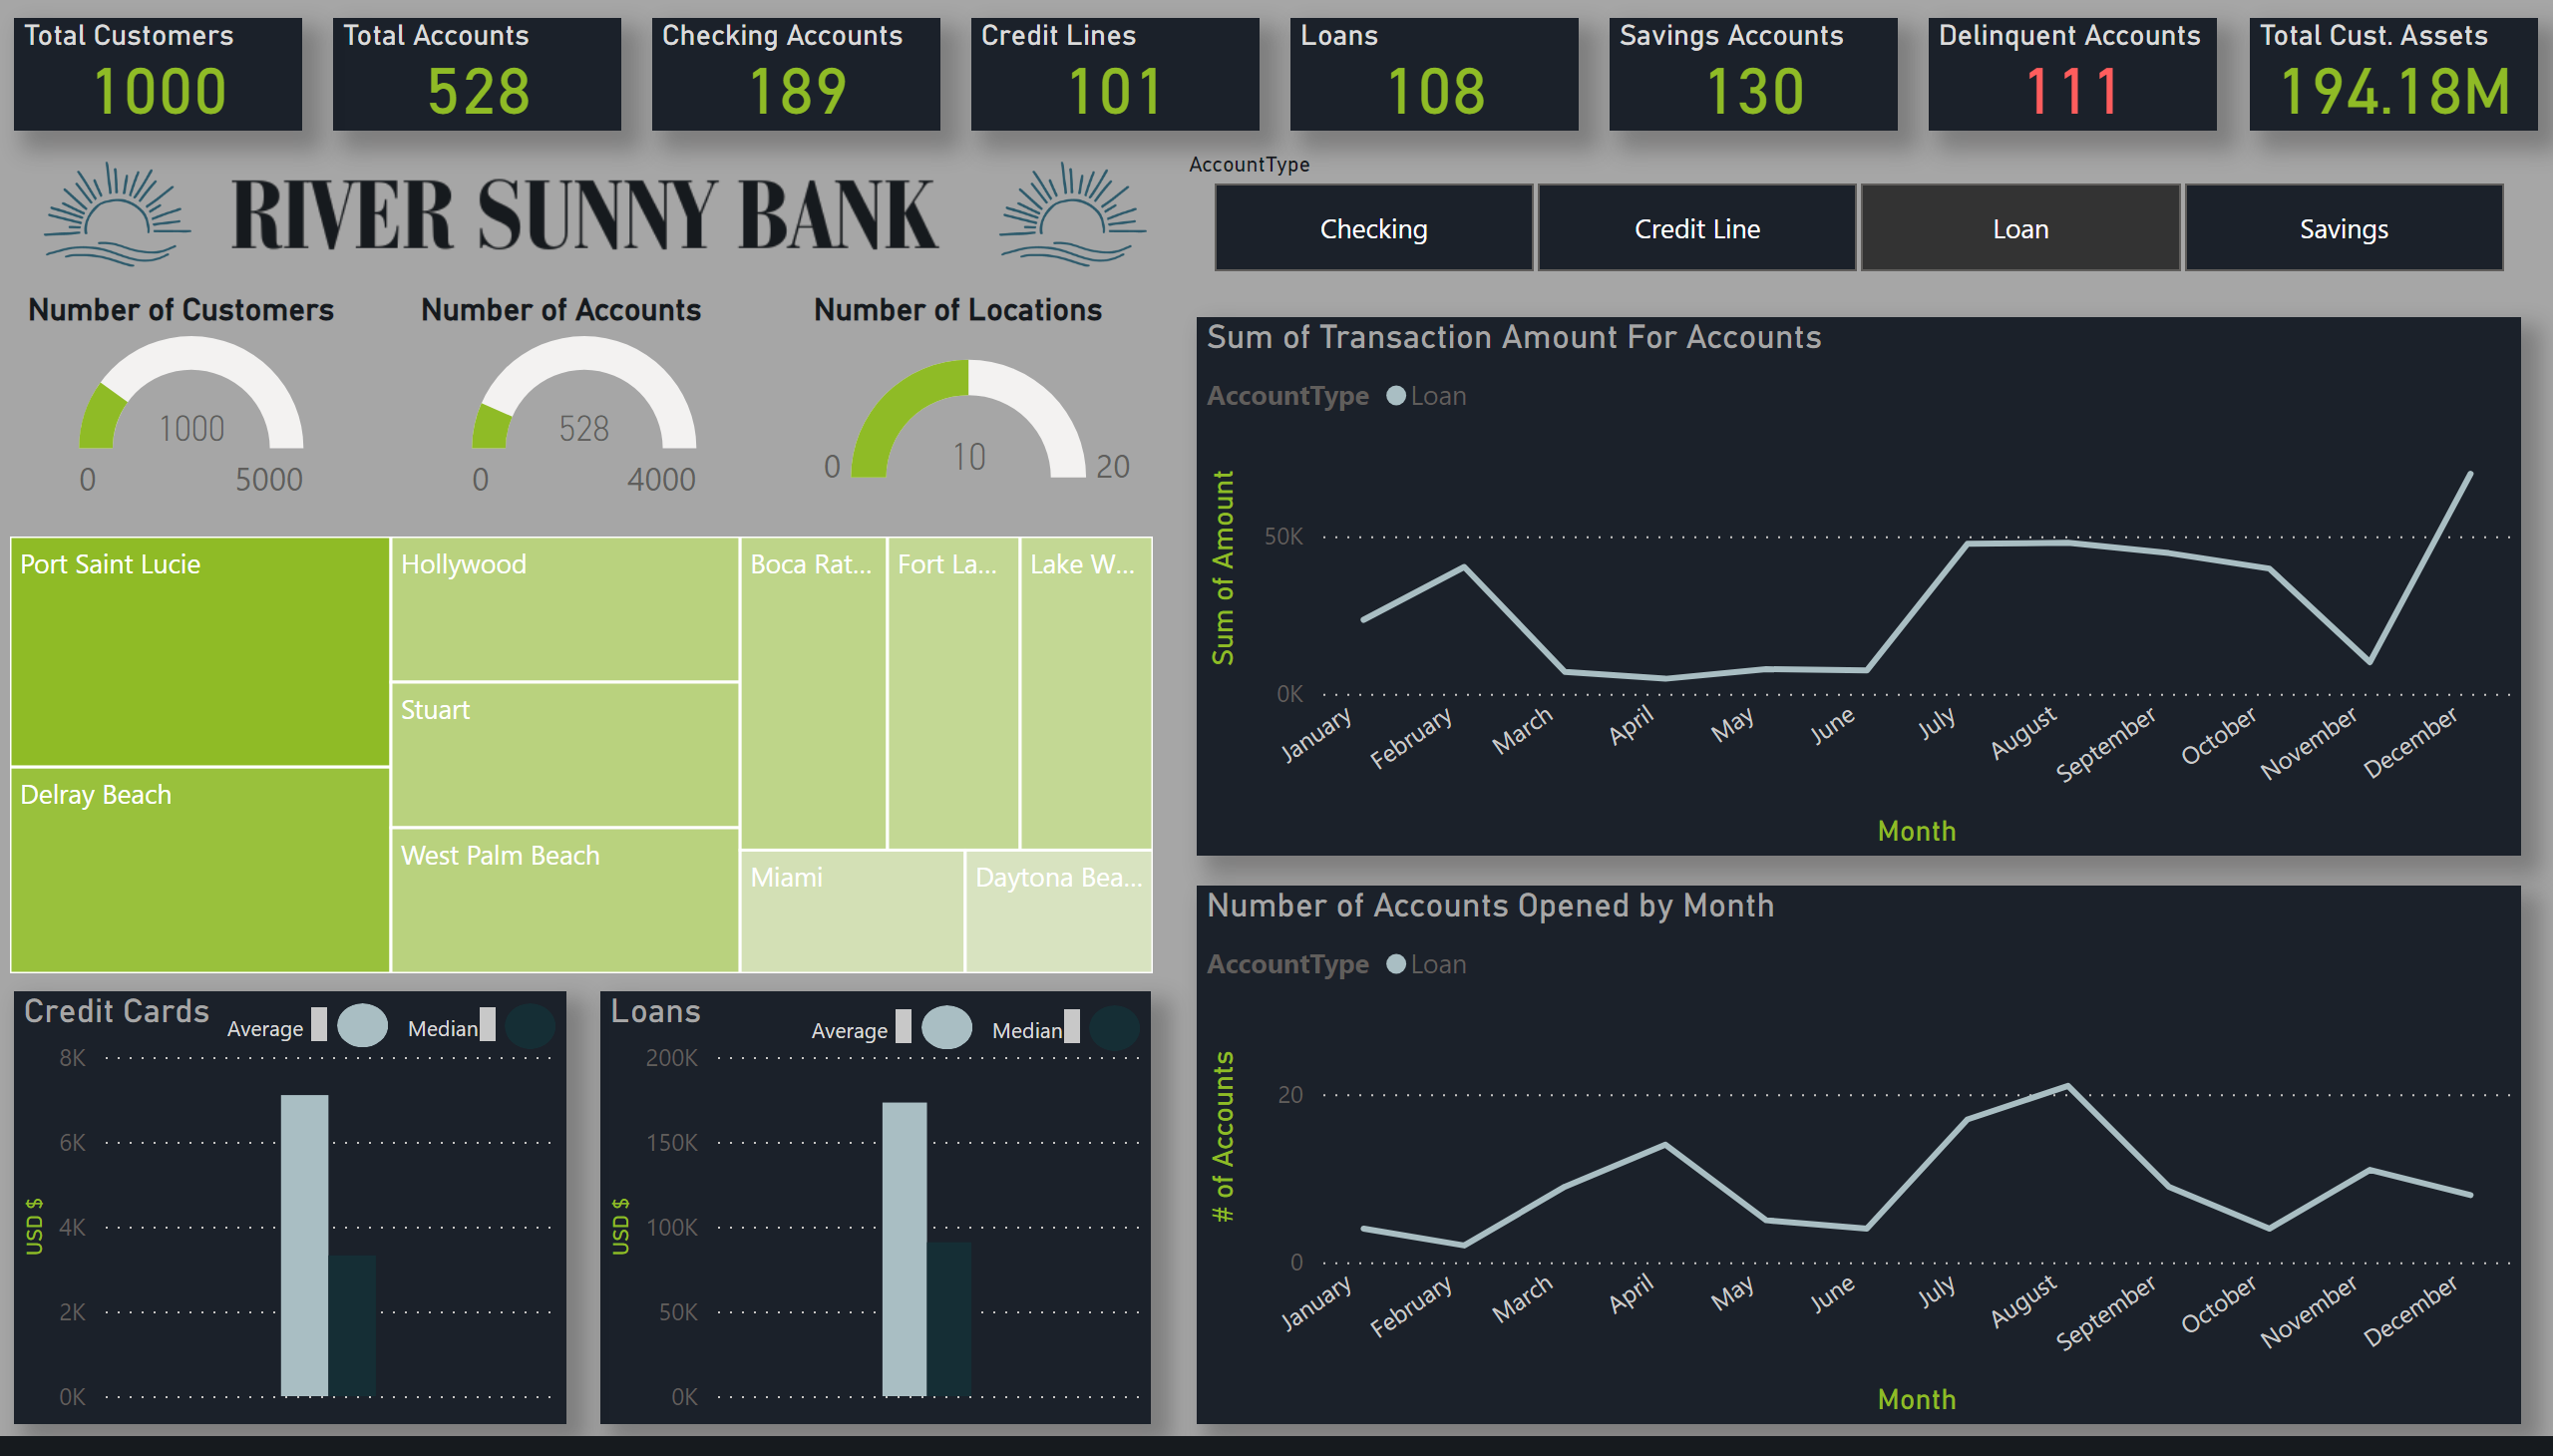 Total Customers
1000
Total Accounts
528
Checking Accounts
189
Credit Lines
101
Loans
108
Savings Accounts
130
Delinquent Accounts
111
Total Cust. Assets
194.18M
RIVER SUNNY BANK
AccountType
Checking
Credit Line
Loan
Savings
Number of Customers
1000
0
5000
Number of Accounts
528
0
4000
Number of Locations
10
0
20
Port Saint Lucie
Delray Beach
Hollywood
Stuart
West Palm Beach
Boca Rat...
Fort La...
Lake W...
Miami
Daytona Bea...
Credit Cards
Average
Median
8K
6K
4K
2K
0K
USD $
Loans
Average
Median
200K
150K
100K
50K
0K
USD $
Sum of Transaction Amount For Accounts
AccountType Loan
Sum of Amount
50K
0K
January
February
March
April
May
June
July
August
September
October
November
December
Month
Number of Accounts Opened by Month
AccountType Loan
# of Accounts
20
0
January
February
March
April
May
June
July
August
September
October
November
December
Month